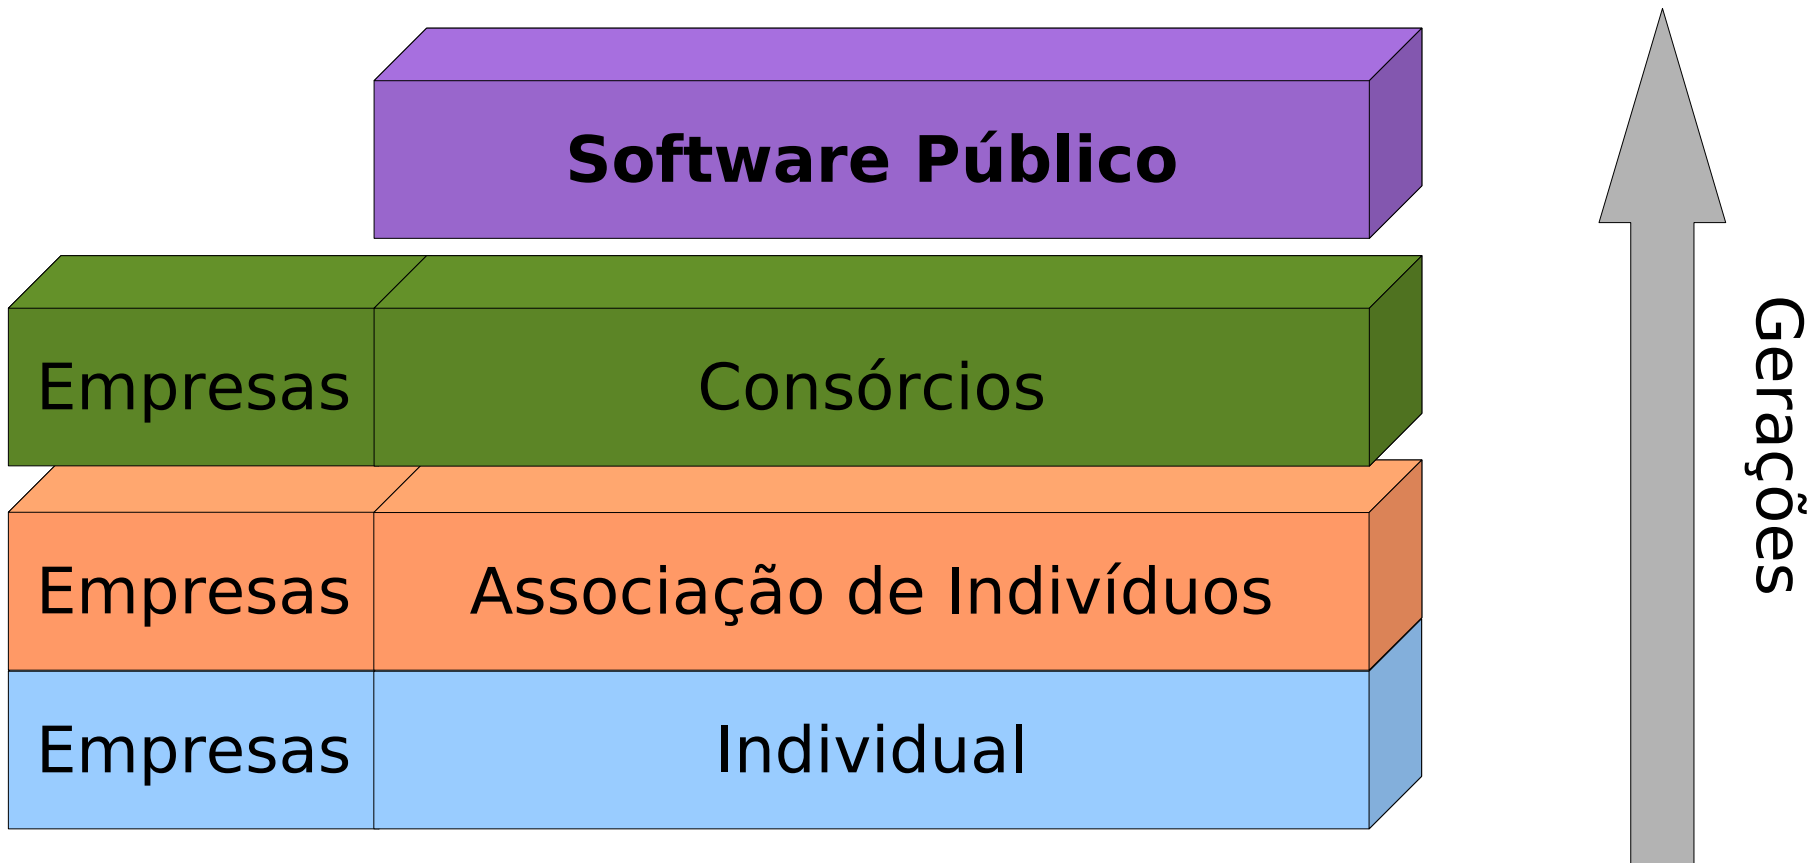 Software Público
Empresas
Consórcios
Empresas
Associação de Indivíduos
Empresas
Individual
Gerações